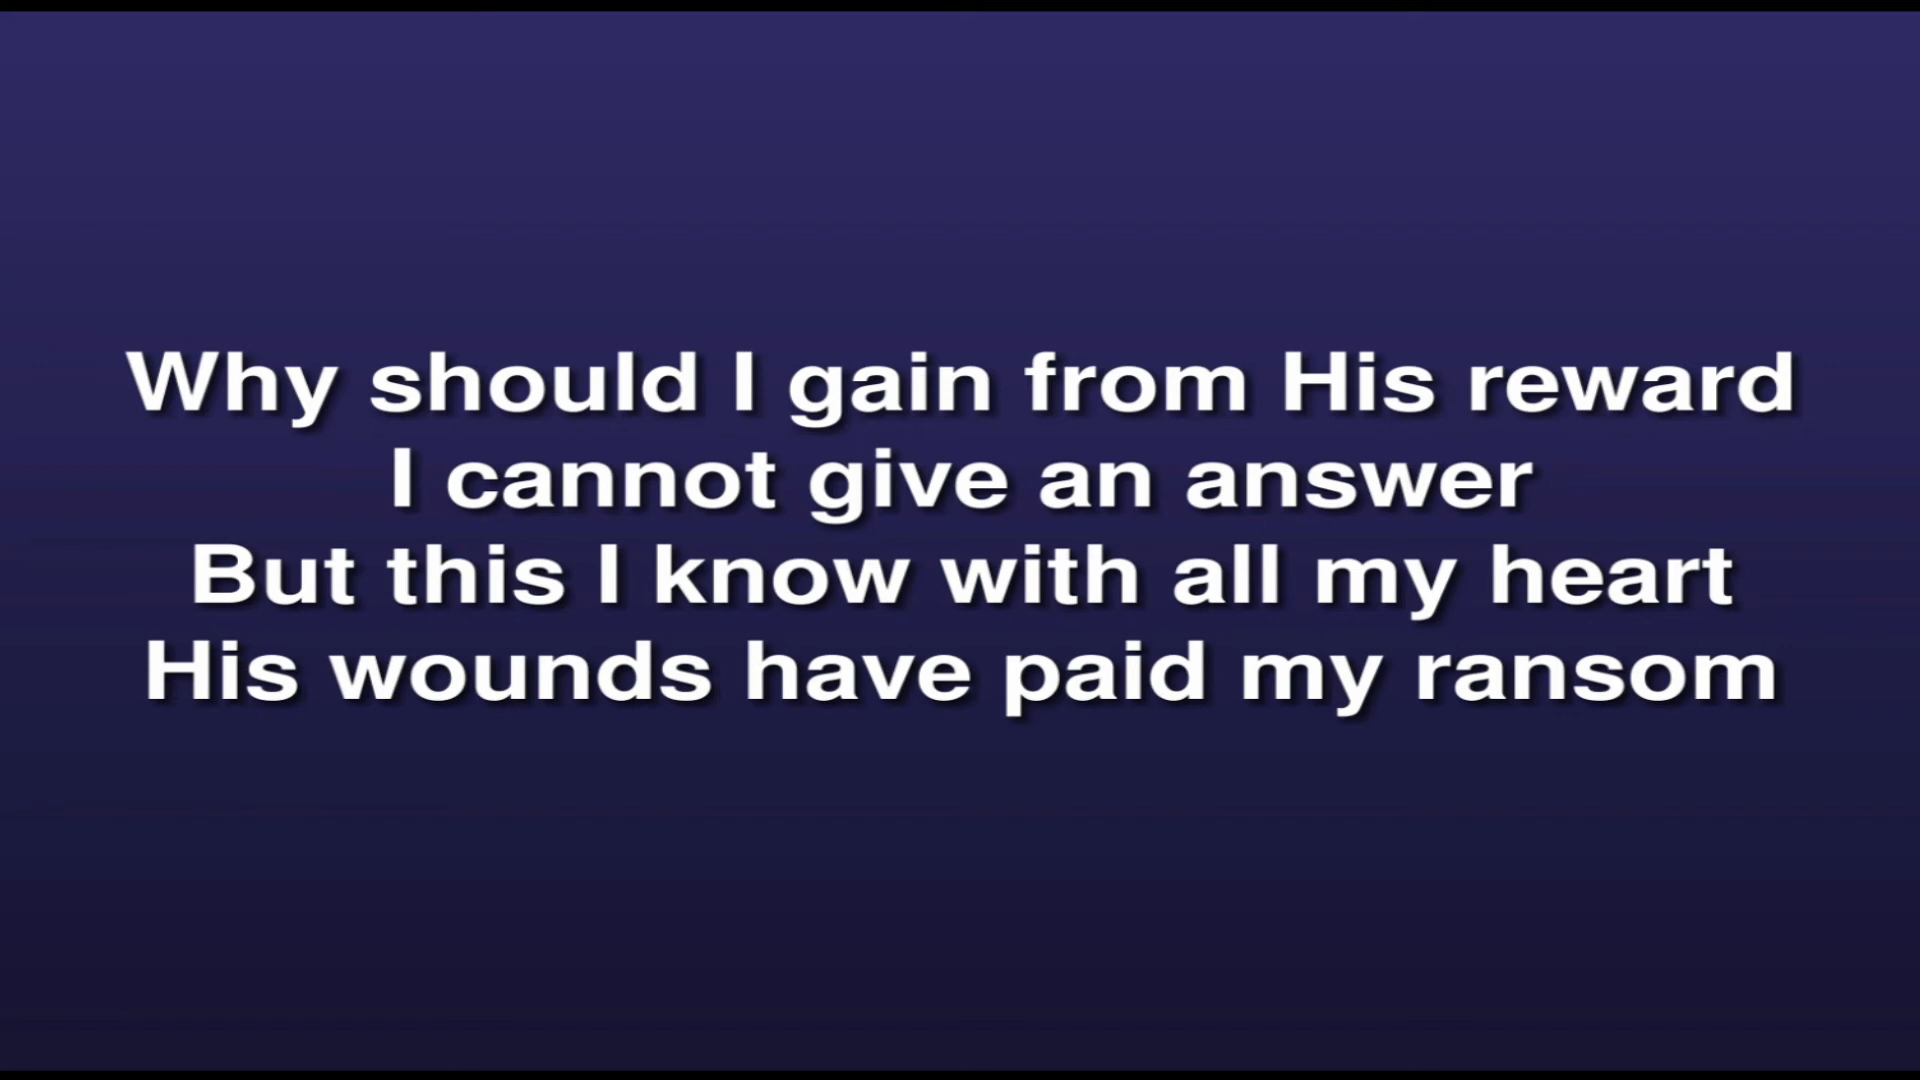 Why should I gain from His reward
I cannot give an answer
But this I know with all my heart
His wounds have paid my ransom